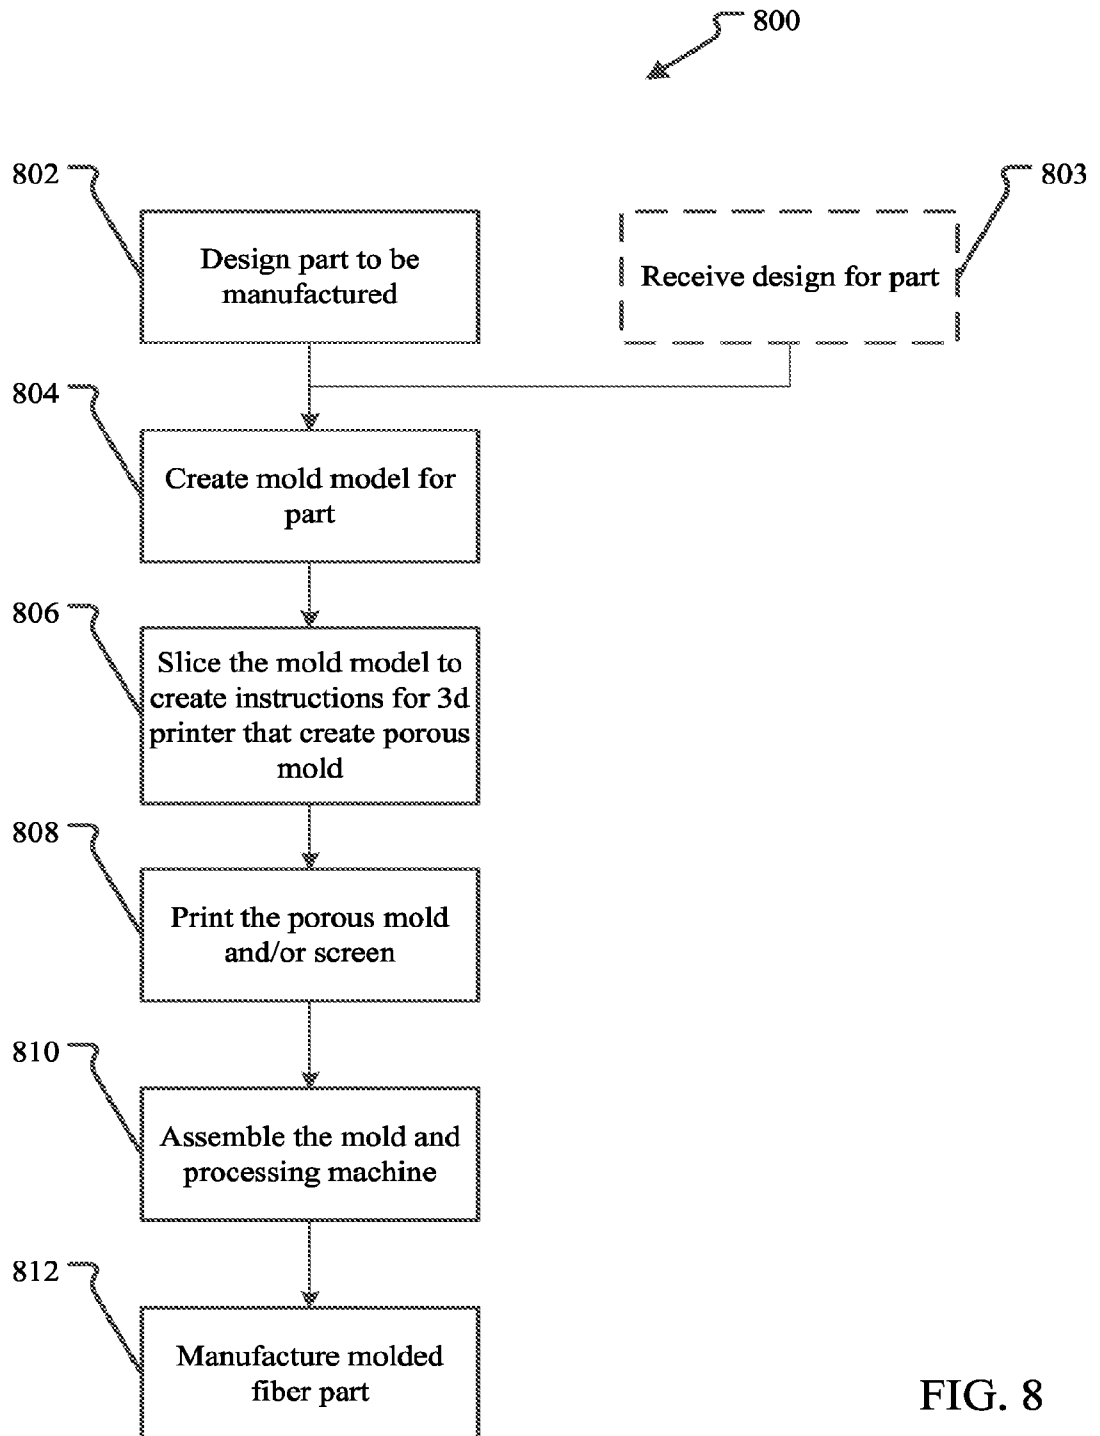 800
802
803
Design part to be
manufactured
Receive design for part
804
Create mold model for
part
806
Slice the mold model to
create instructions for 3d
printer that create porous
mold
808
Print the porous mold
and/or screen
810
Assemble the mold and
processing machine
812
Manufacture molded
fiber part
FIG. 8